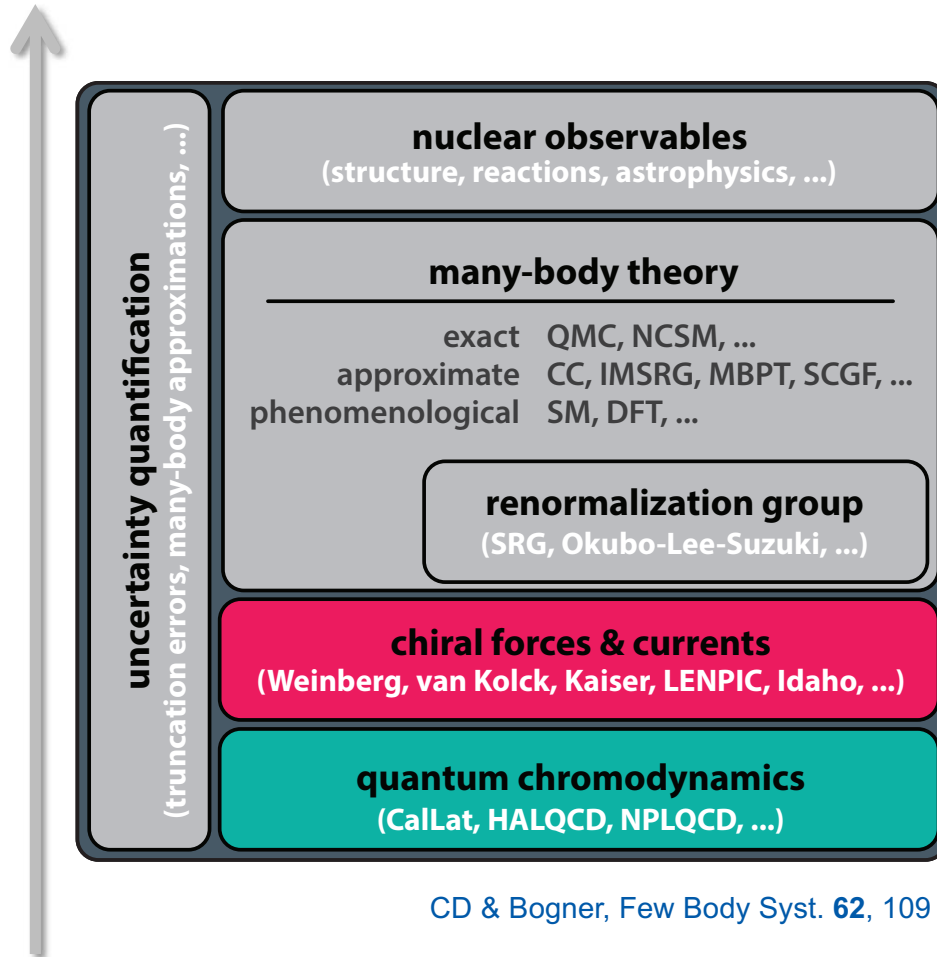 uncertainty quantification
(truncation errors, many-body approximations, ...)
nuclear observables
(structure, reactions, astrophysics, ...)
many-body theory
exact QMC, NCSM, ...
approximate CC, IMSRG, MBPT, SCGF, ...
phenomenological SM, DFT, ...
renormalization group
(SRG, Okubo-Lee-Suzuki, ...)
chiral forces & currents
(Weinberg, van Kolck, Kaiser, LENPIC, Idaho, ...)
quantum chromodynamics
(CalLat, HALQCD, NPLQCD, ...)
CD & Bogner, Few Body Syst. 62, 109